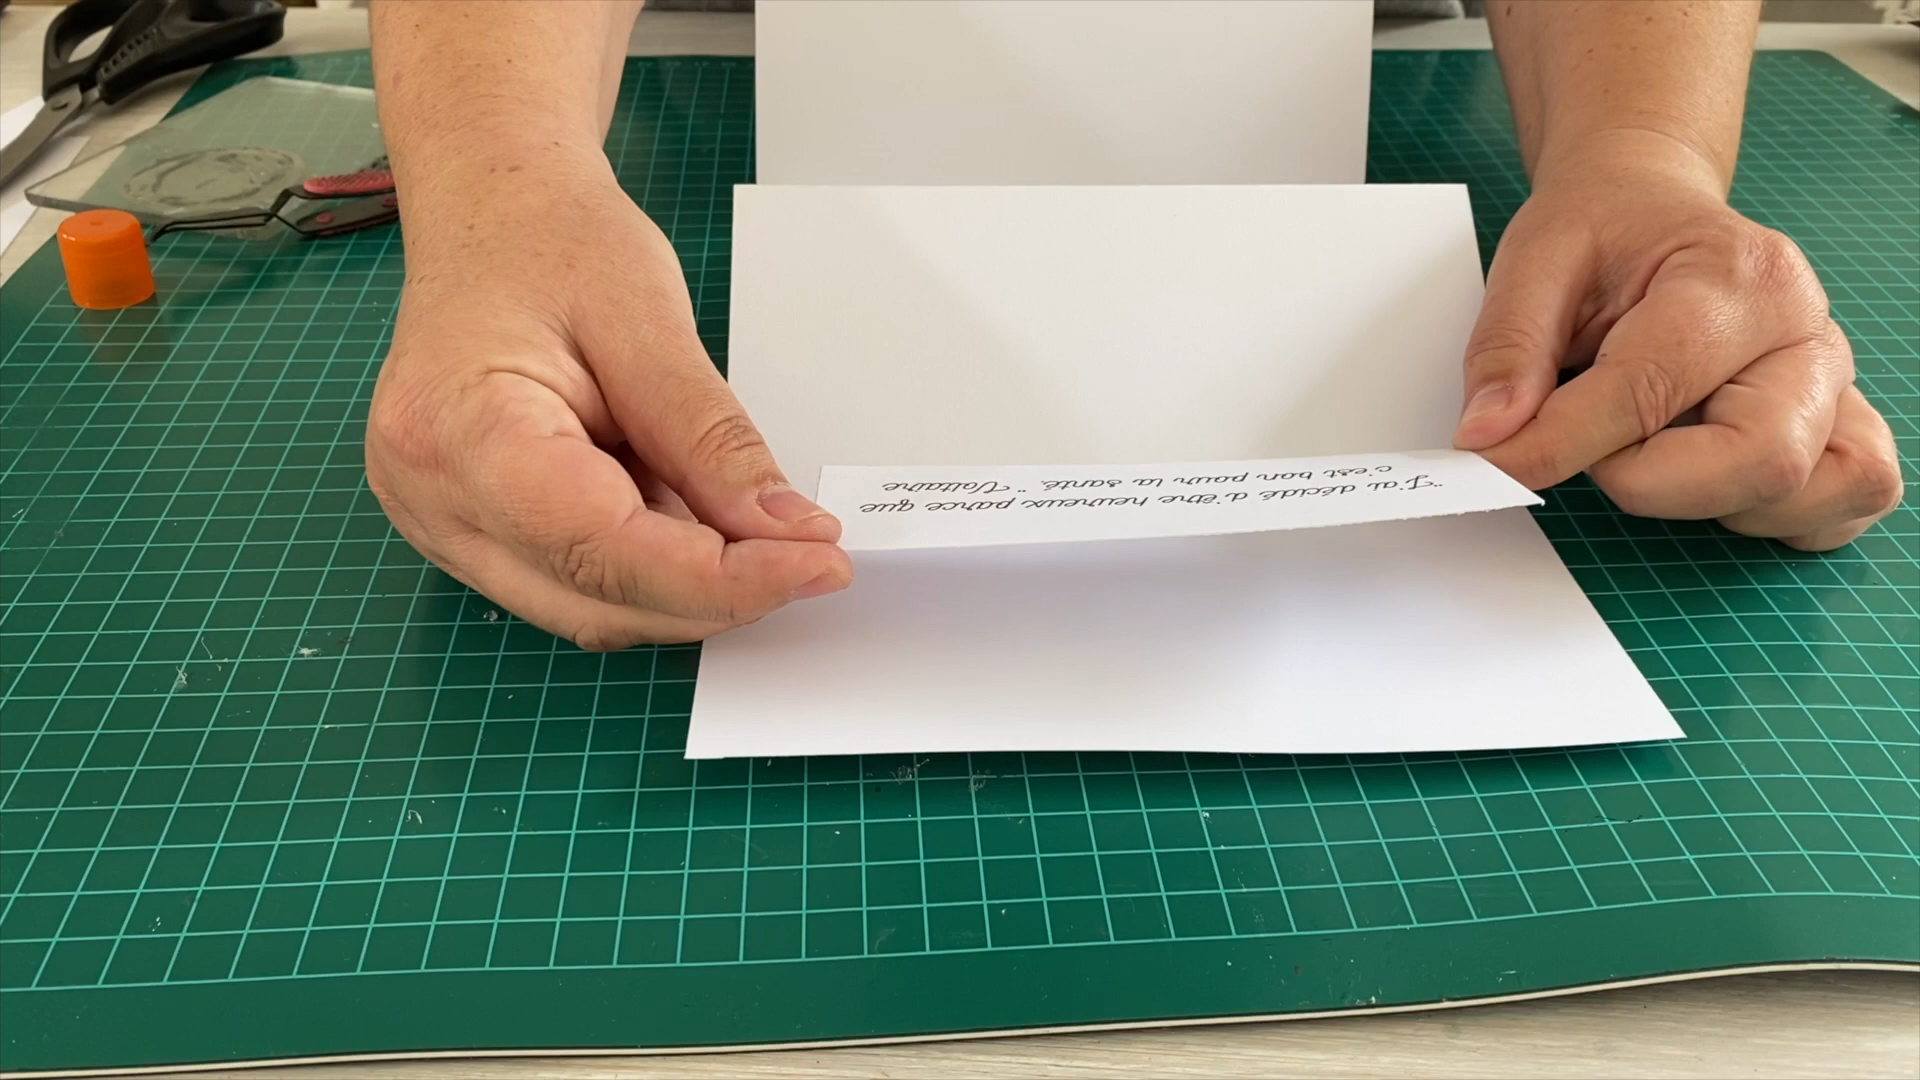 "J'ai décidé d'être heureux parce que
c'est bon pour la santé." Voltaire